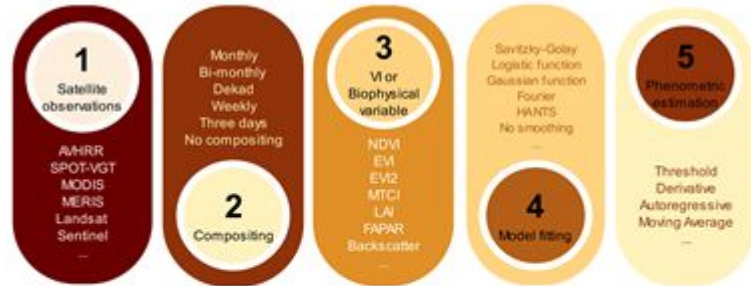 1
Satellite
observations
AVHRR
SPOT-VGT
MODIS
MERIS
Landsat
Sentinel
...
Monthly
Bi-monthly
Dekad
Weekly
Three days
No compositing
2
Compositing
3
VI or
Biophysical
variable
NDVI
EVI
EVI2
MTCI
LAI
FAPAR
Backscatter
...
Savitzky-Golay
Logistic function
Gaussian function
Fourier
HANTS
No smoothing
...
4
Model fitting
5
Phenometric
estimation
Threshold
Derivative
Autoregressive
Moving Average
...